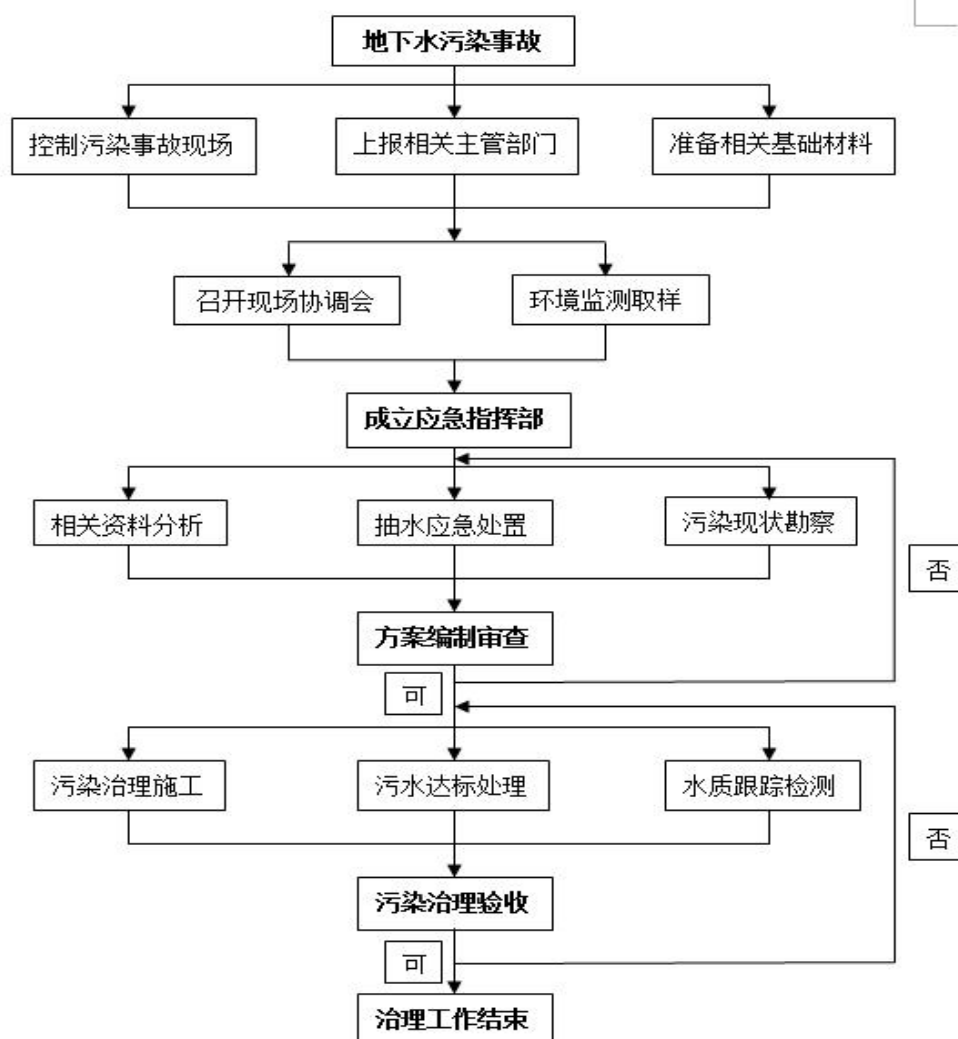 地下水污染事故
控制污染事故现场
上报相关主管部门
准备相关基础材料
召开现场协调会
环境监测取样
成立应急指挥部
相关资料分析
抽水应急处置
污染现状勘察
否
方案编制审查
可
污染治理施工
污水达标处理
水质跟踪检测
否
污染治理验收
可
治理工作结束